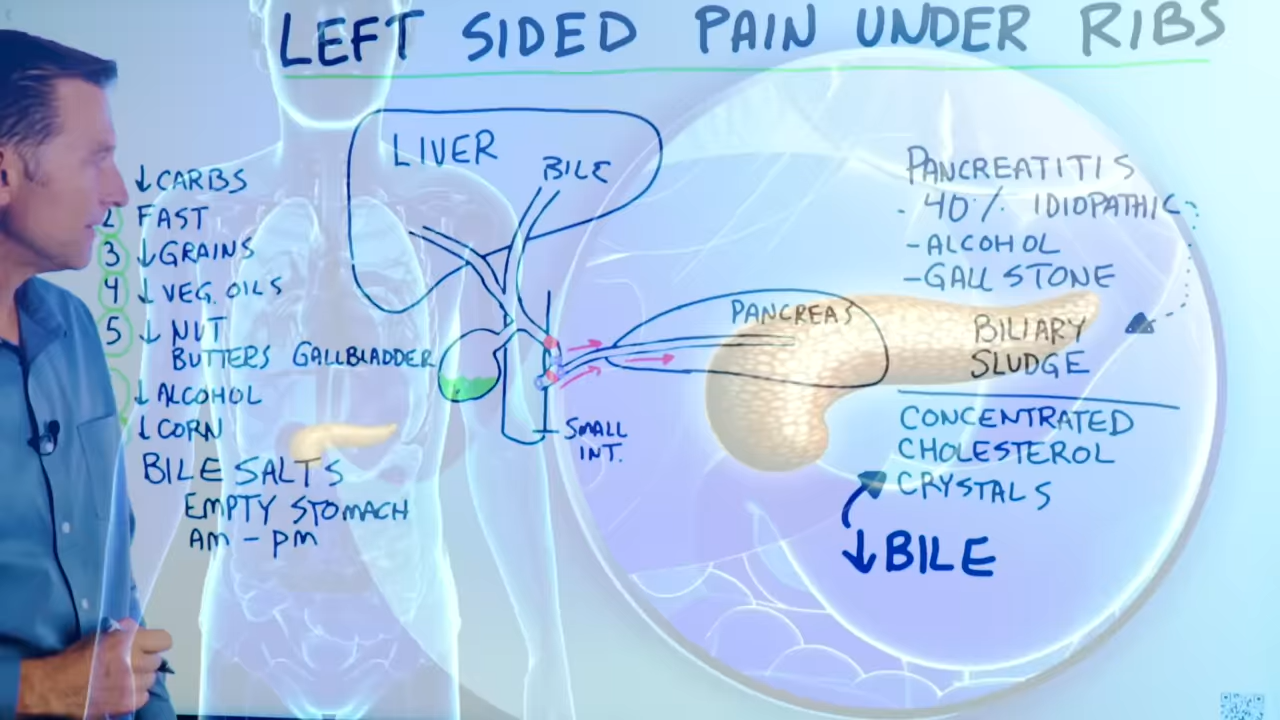 LEFT SIDED PAIN UNDER RIBS
↓ CARBS
2 FAST
3 ↓ GRAINS
4 ↓ VEG. OILS
5 ↓ NUT
BUTTERS
↓ ALCOHOL
↓ CORN
BILE SALTS
EMPTY STOMACH
AM - PM
LIVER
BILE
GALLBLADDER
PANCREAS
SMALL
INT.
PANCREATITIS
- 40% IDIOPATHIC
- ALCOHOL
- GALL STONE
BILIARY
SLUDGE
CONCENTRATED
CHOLESTEROL
CRYSTALS
↓ BILE